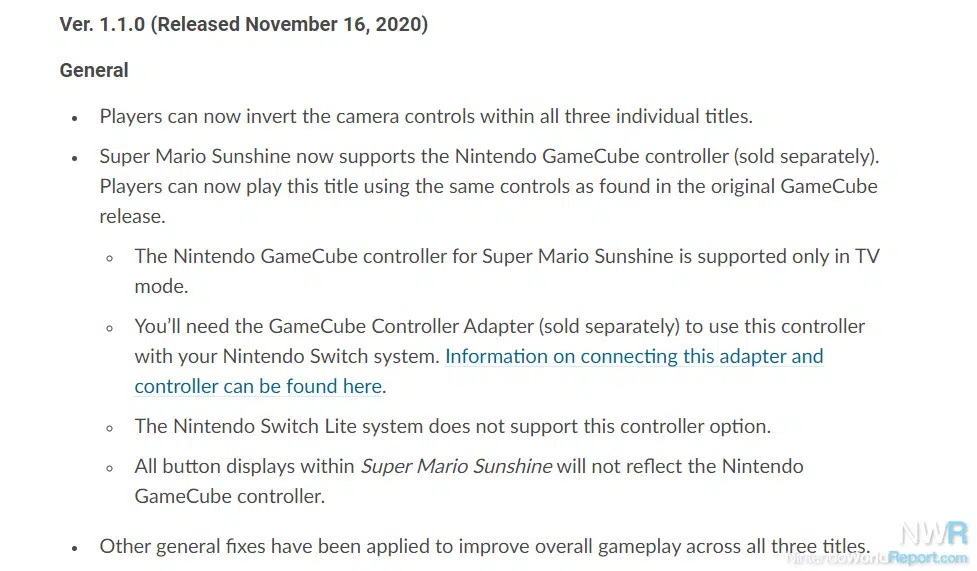 Ver. 1.1.0 (Released November 16, 2020)
General
• Players can now invert the camera controls within all three individual titles.
• Super Mario Sunshine now supports the Nintendo GameCube controller (sold separately).
Players can now play this title using the same controls as found in the original GameCube
release.
◦ The Nintendo GameCube controller for Super Mario Sunshine is supported only in TV
mode.
◦ You’ll need the GameCube Controller Adapter (sold separately) to use this controller
with your Nintendo Switch system. Information on connecting this adapter and
controller can be found here.
◦ The Nintendo Switch Lite system does not support this controller option.
◦ All button displays within Super Mario Sunshine will not reflect the Nintendo
GameCube controller.
• Other general fixes have been applied to improve overall gameplay across all three titles.
NWR
NintendoWorldReport.com